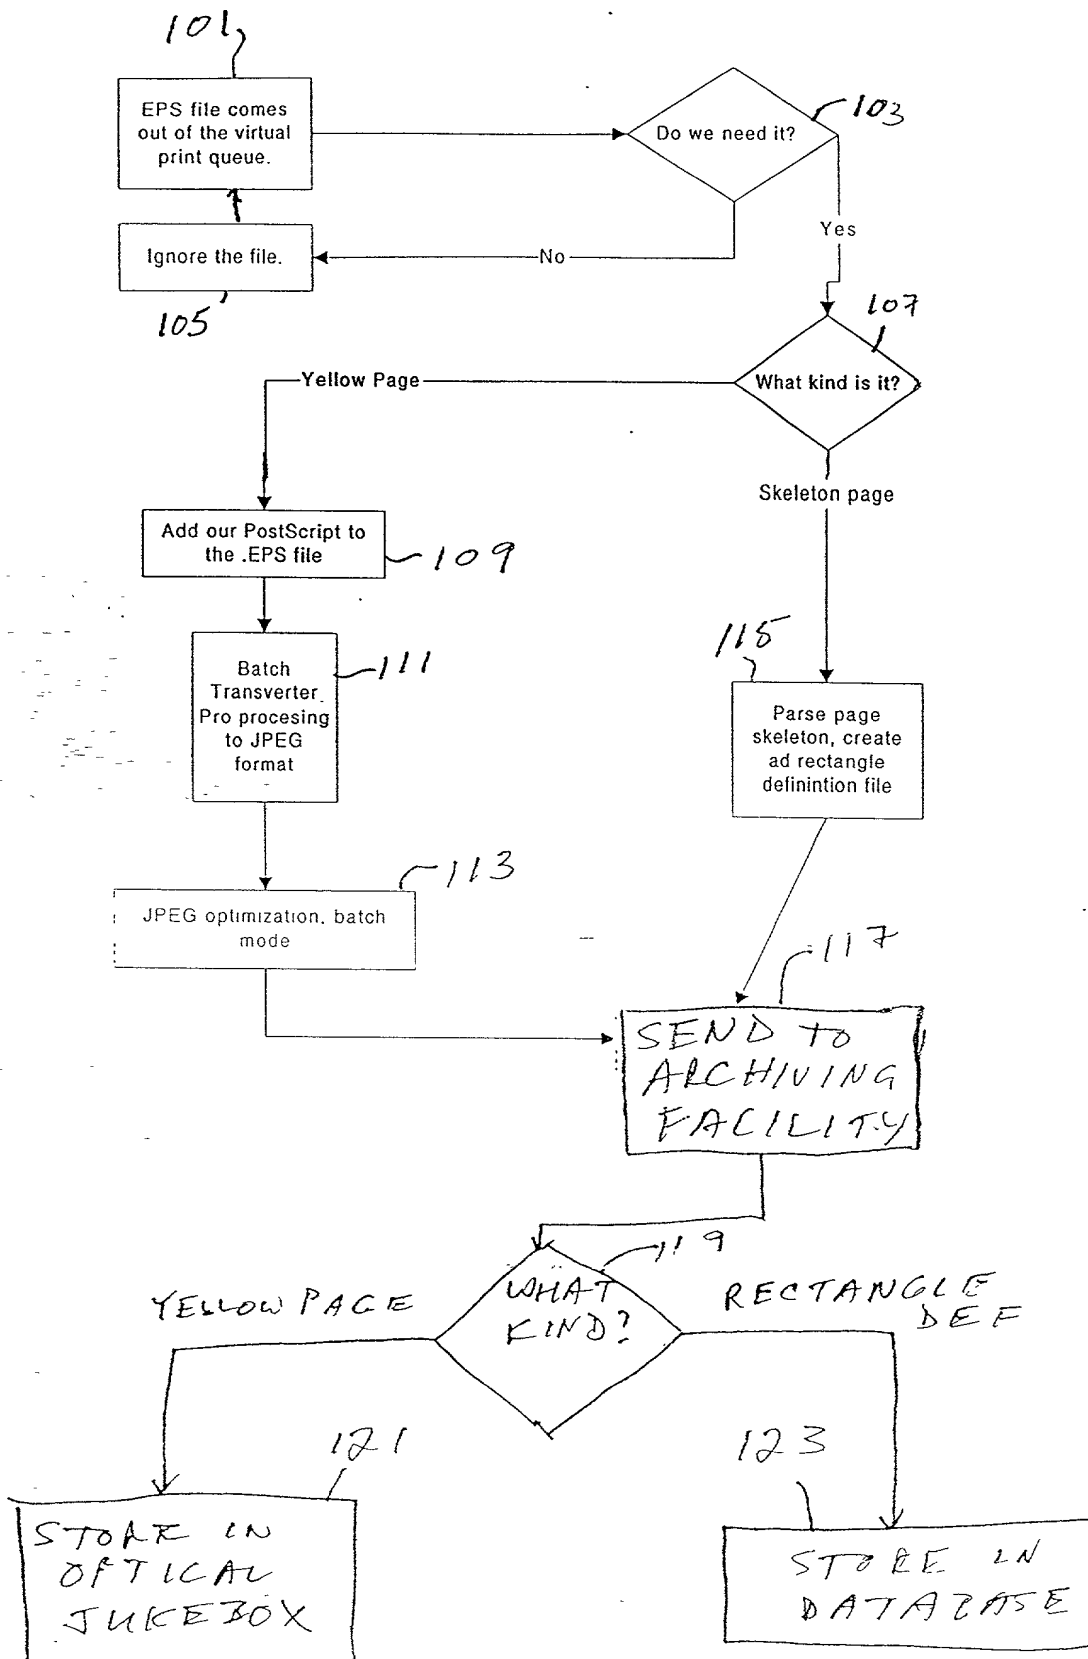 101
EPS file comes
out of the virtual
print queue.
Do we need it?
103
Yes
Ignore the file.
No
105
107
What kind is it?
Yellow Page
Skeleton page
Add our PostScript to
the .EPS file
109
111
Batch
Transverter
Pro procesing
to JPEG
format
115
Parse page
skeleton, create
ad rectangle
definintion file
113
JPEG optimization, batch
mode
117
SEND to
ARCHIVING
FACILITY
119
WHAT
KIND?
YELLOW PAGE
RECTANGLE
DEF
121
STORE IN
OPTICAL
JUKEBOX
123
STORE IN
DATABASE